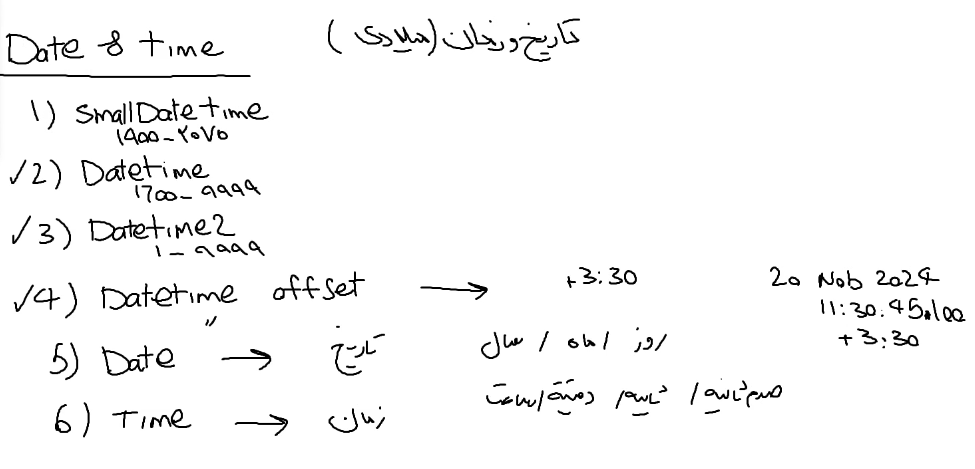 Date & time تاریخ و زمان (میلادی)
1) SmallDatetime
1900-2070
✓2) Datetime
1700-9999
✓3) Datetime2
1-9999
✓4) Datetime offset → +3:30 20 Nob 2024
" 11:30:45.100
+3:30
5) Date → تاریخ روز / ماه / سال
6) Time → زمان صدم ثانیه / ثانیه / دقیقه / ساعت